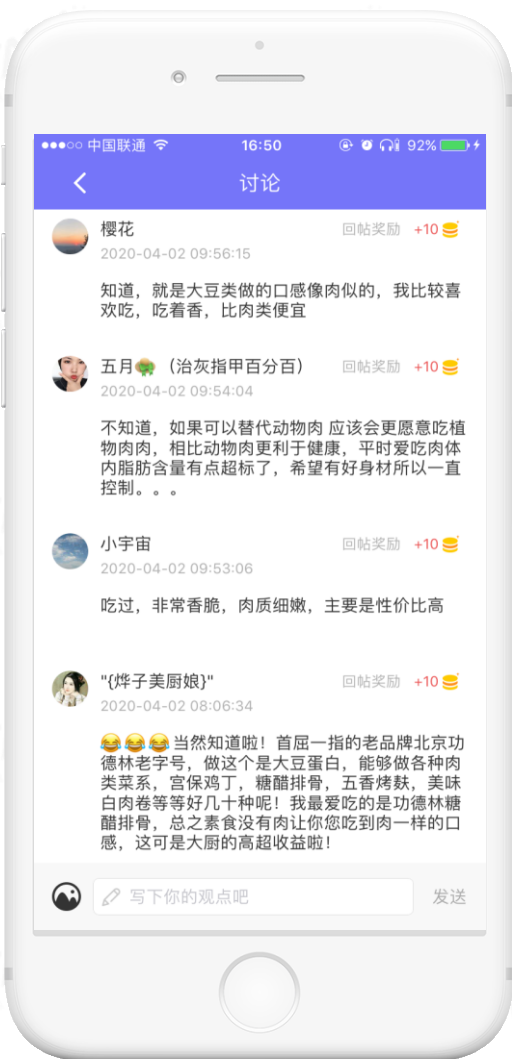 中国联通 16:50 92%
讨论
樱花 回帖奖励 +10
2020-04-02 09:56:15
知道，就是大豆类做的口感像肉似的，我比较喜
欢吃，吃着香，比肉类便宜
五月（治灰指甲百分百） 回帖奖励 +10
2020-04-02 09:54:04
不知道，如果可以替代动物肉 应该会更愿意吃植
物肉肉，相比动物肉更利于健康，平时爱吃肉体
内脂肪含量有点超标了，希望有好身材所以一直
控制。。。
小宇宙 回帖奖励 +10
2020-04-02 09:53:06
吃过，非常香脆，肉质细嫩，主要是性价比高
"{烨子美厨娘}" 回帖奖励 +10
2020-04-02 08:06:34
😂😂😂当然知道啦！首屈一指的老品牌北京功
德林老字号，做这个是大豆蛋白，能够做各种肉
类菜系，宫保鸡丁，糖醋排骨，五香烤麸，美味
白肉卷等等好几十种呢！我最爱吃的是功德林糖
醋排骨，总之素食没有肉让你您吃到肉一样的口
感，这可是大厨的高超收益啦！
写下你的观点吧 发送